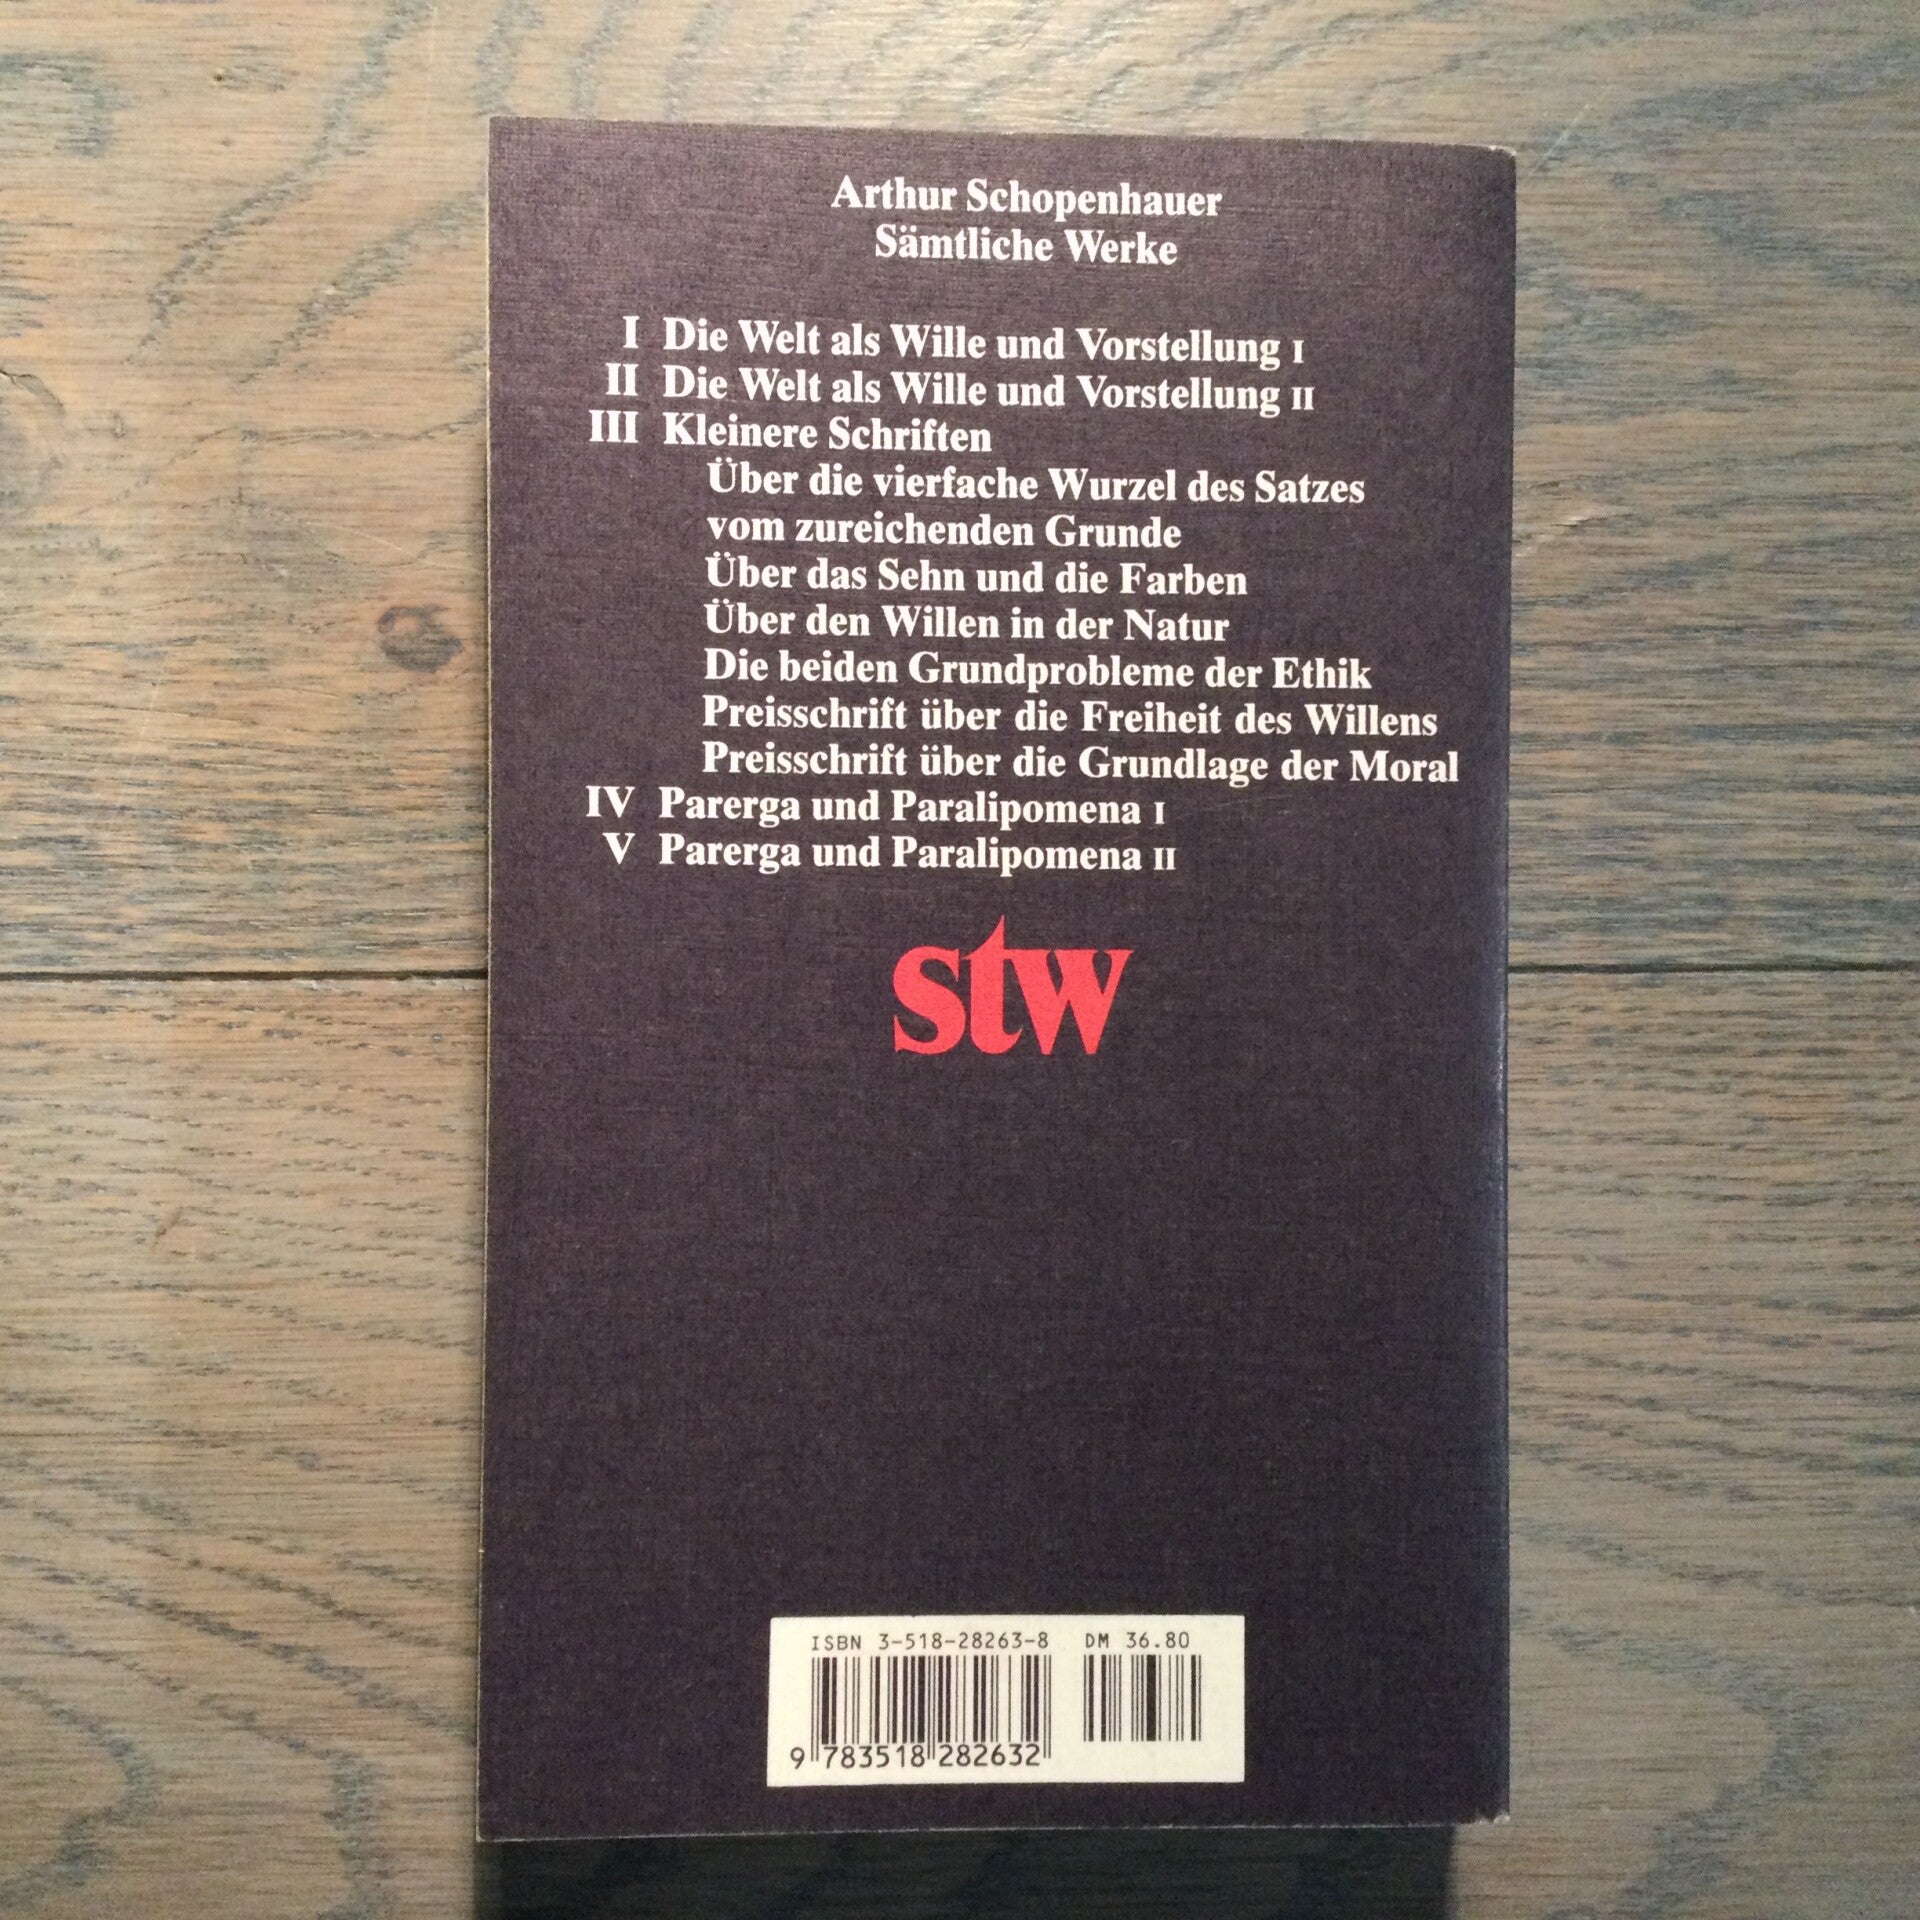 Arthur Schopenhauer
Sämtliche Werke
I Die Welt als Wille und Vorstellung I
II Die Welt als Wille und Vorstellung II
III Kleinere Schriften
Über die vierfache Wurzel des Satzes
vom zureichenden Grunde
Über das Sehn und die Farben
Über den Willen in der Natur
Die beiden Grundprobleme der Ethik
Preisschrift über die Freiheit des Willens
Preisschrift über die Grundlage der Moral
IV Parerga und Paralipomena I
V Parerga und Paralipomena II
stw
ISBN 3-518-28263-8 DM 36.80
9 783518 282632